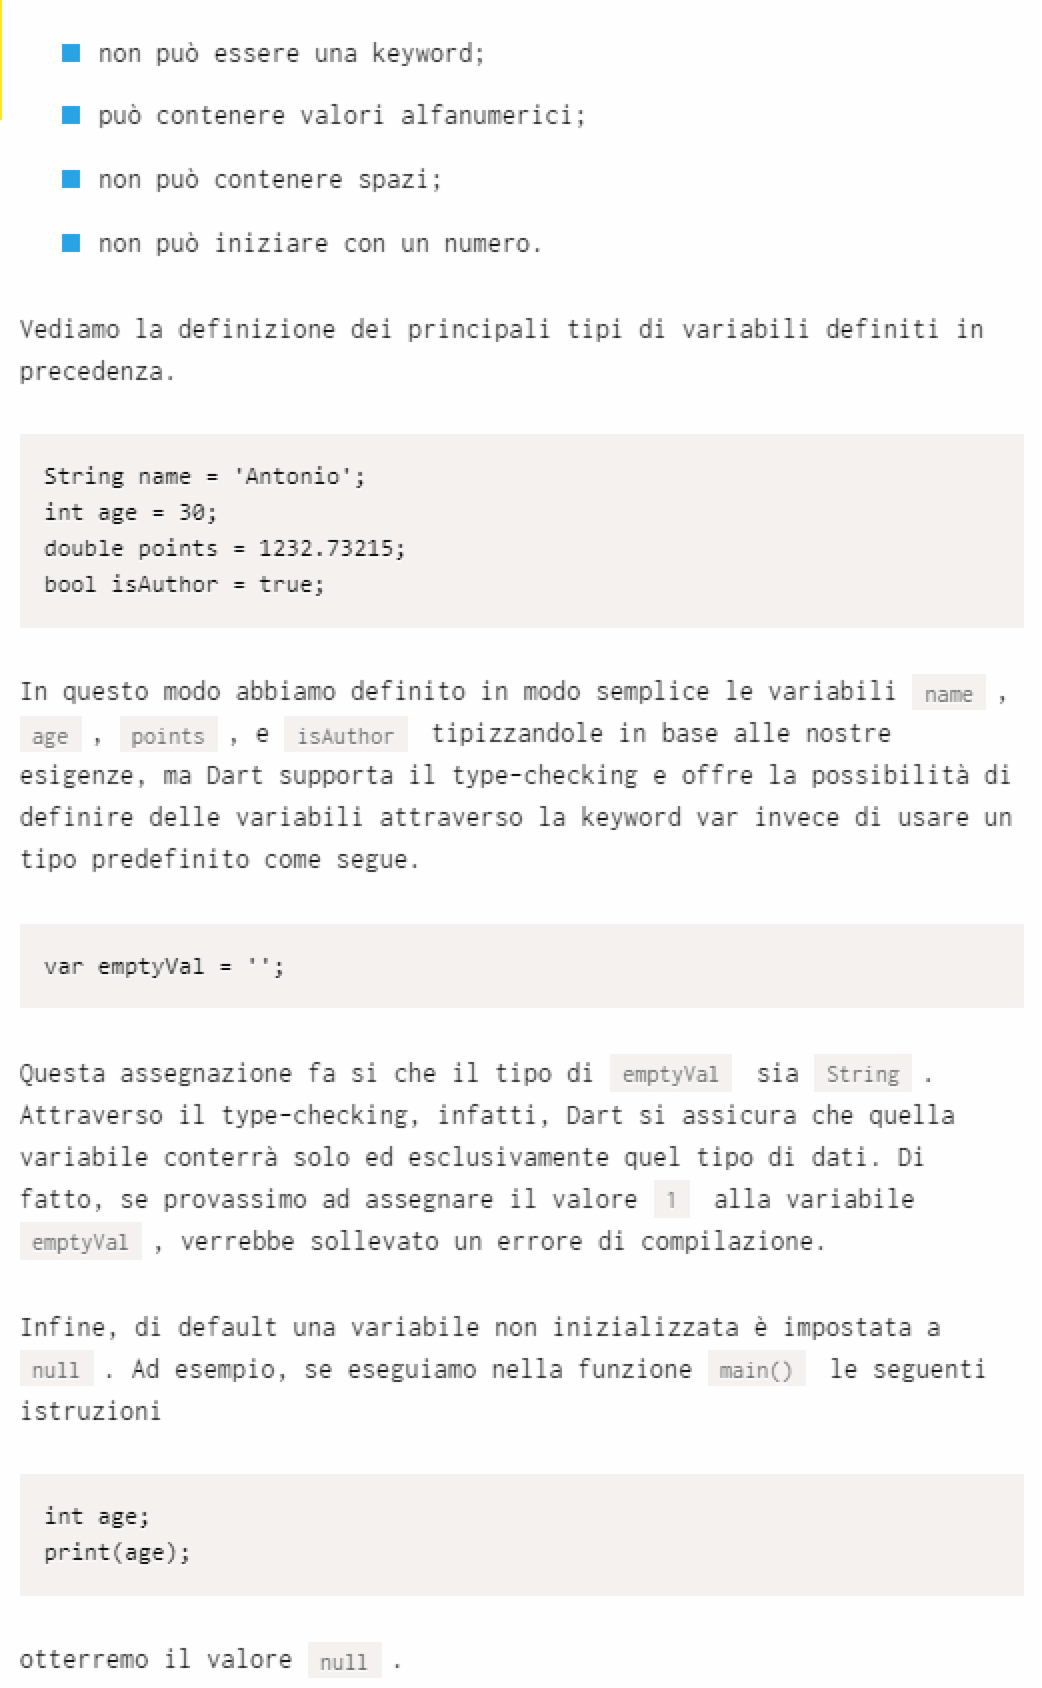 non può essere una keyword;
può contenere valori alfanumerici;
non può contenere spazi;
non può iniziare con un numero.
Vediamo la definizione dei principali tipi di variabili definiti in
precedenza.
String name = 'Antonio';
int age = 30;
double points = 1232.73215;
bool isAuthor = true;
In questo modo abbiamo definito in modo semplice le variabili name ,
age , points , e isAuthor tipizzandole in base alle nostre
esigenze, ma Dart supporta il type-checking e offre la possibilità di
definire delle variabili attraverso la keyword var invece di usare un
tipo predefinito come segue.
var emptyVal = '';
Questa assegnazione fa si che il tipo di emptyVal sia String .
Attraverso il type-checking, infatti, Dart si assicura che quella
variabile conterrà solo ed esclusivamente quel tipo di dati. Di
fatto, se provassimo ad assegnare il valore 1 alla variabile
emptyVal , verrebbe sollevato un errore di compilazione.
Infine, di default una variabile non inizializzata è impostata a
null . Ad esempio, se eseguiamo nella funzione main() le seguenti
istruzioni
int age;
print(age);
otterremo il valore null .